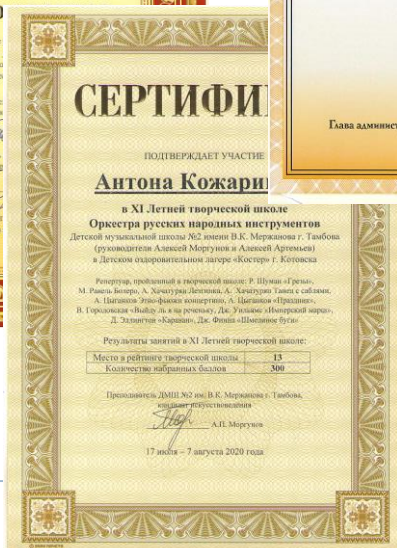 СЕРТИФИ
ПОДТВЕРЖДАЕТ УЧАСТИЕ
Антона Кожари
в XI Летней творческой школе
Оркестра русских народных инструментов
Детской музыкальной школы №2 имени В.К. Мержанова г. Тамбова
(руководители Алексей Моргунов и Алексей Артемьев)
в Детском оздоровительном лагере «Костер» г. Котовска
Репертуар, пройденный в творческой школе: Р. Шуман «Грезы»,
М. Равель Болеро, А. Хачатурян Лезгинка, А. Хачатурян Танец с саблями,
А. Цыганков Этно-фьюжн концертино, А. Цыганков «Праздник»,
В. Городовская «Выйду ль я на реченьку», Дж. Уильямс «Имперский марш»,
Д. Эллингтон «Караван», Дж. Финна «Шмелиное буги»
Результаты занятий в XI Летней творческой школе:
Место в рейтинге творческой школы 13
Количество набранных баллов 300
Преподаватель ДМШ №2 им. В.К. Мержанова г. Тамбова,
кандидат искусствоведения
А.П. Моргунов
17 июля – 7 августа 2020 года
Глава админист